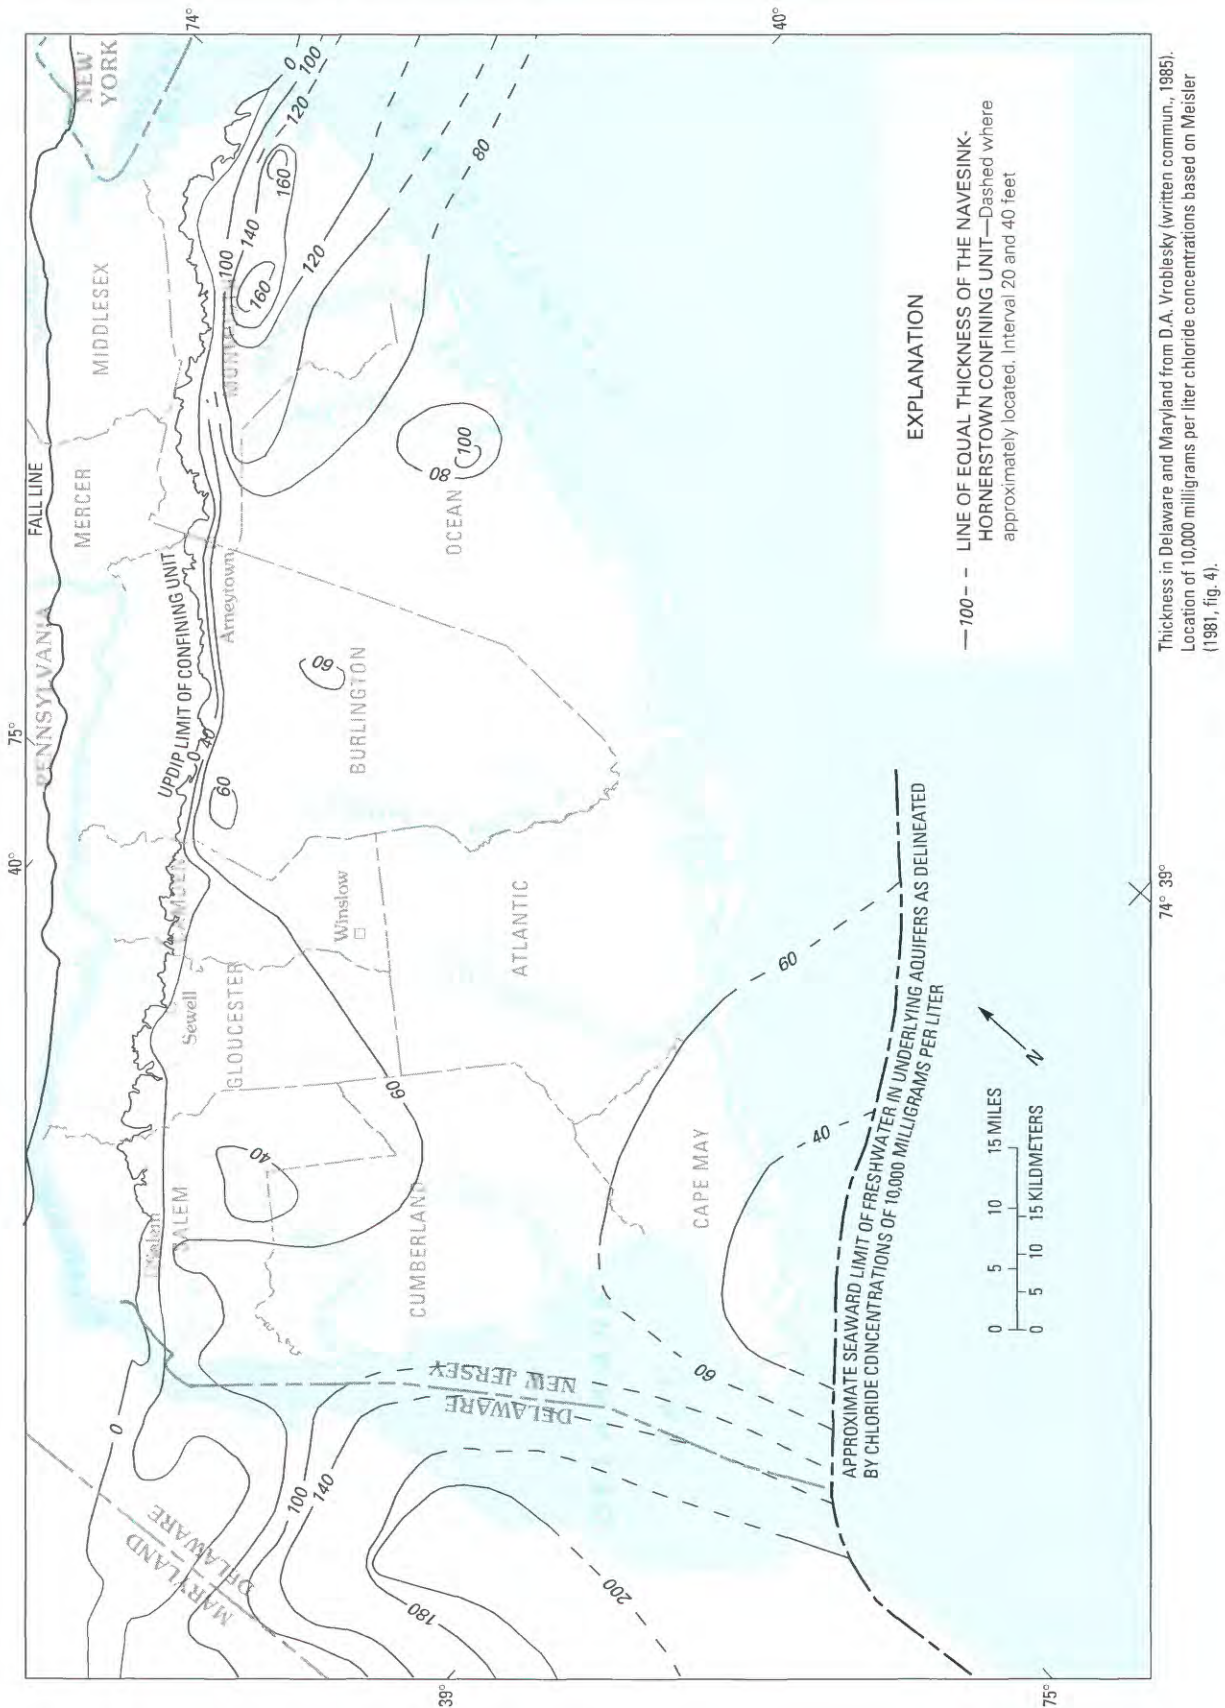 74°
40°
NEW
YORK
0
100
120
160
140
100
160
120
80
MIDDLESEX
FALL LINE
MERCER
80
100
OCEAN
UPDIP LIMIT OF CONFINING UNIT
Arneytown
PENNSYLVANIA
75°
0
40
60
60
BURLINGTON
40°
CAMDEN
Winslow
Sewell
GLOUCESTER
ATLANTIC
60
60
40
SALEM
Salem
CUMBERLAND
CAPE MAY
40
60
NEW JERSEY
DELAWARE
0
MARYLAND
DELAWARE
100
140
180
200
39°
75°
74° 39°
EXPLANATION
—100– – LINE OF EQUAL THICKNESS OF THE NAVESINK-
HORNERSTOWN CONFINING UNIT—Dashed where
approximately located. Interval 20 and 40 feet
APPROXIMATE SEAWARD LIMIT OF FRESHWATER IN UNDERLYING AQUIFERS AS DELINEATED
BY CHLORIDE CONCENTRATIONS OF 10,000 MILLIGRAMS PER LITER
N
0 5 10 15 MILES
0 5 10 15 KILOMETERS
Thickness in Delaware and Maryland from D.A. Vroblesky (written commun., 1985).
Location of 10,000 milligrams per liter chloride concentrations based on Meisler
(1981, fig. 4).